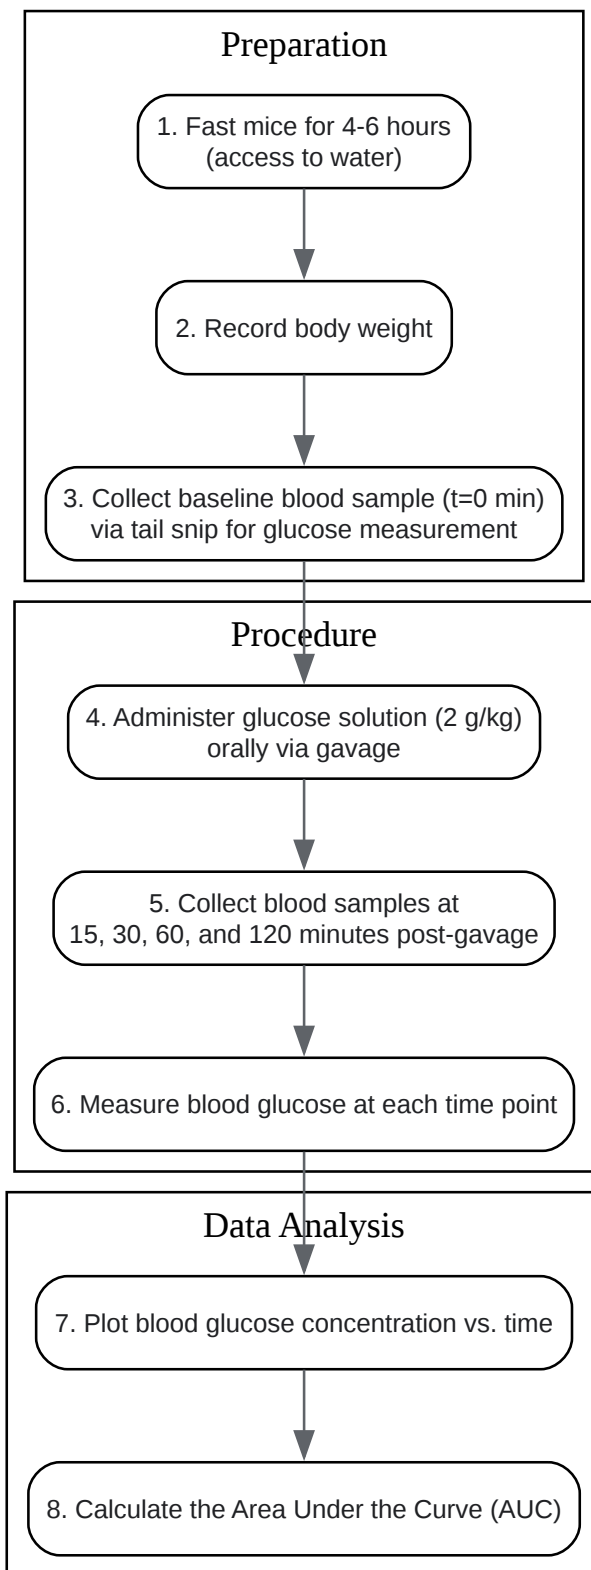 Preparation
1. Fast mice for 4-6 hours
(access to water)
2. Record body weight
3. Collect baseline blood sample (t=0 min)
via tail snip for glucose measurement
Procedure
4. Administer glucose solution (2 g/kg)
orally via gavage
5. Collect blood samples at
15, 30, 60, and 120 minutes post-gavage
6. Measure blood glucose at each time point
Data Analysis
7. Plot blood glucose concentration vs. time
8. Calculate the Area Under the Curve (AUC)